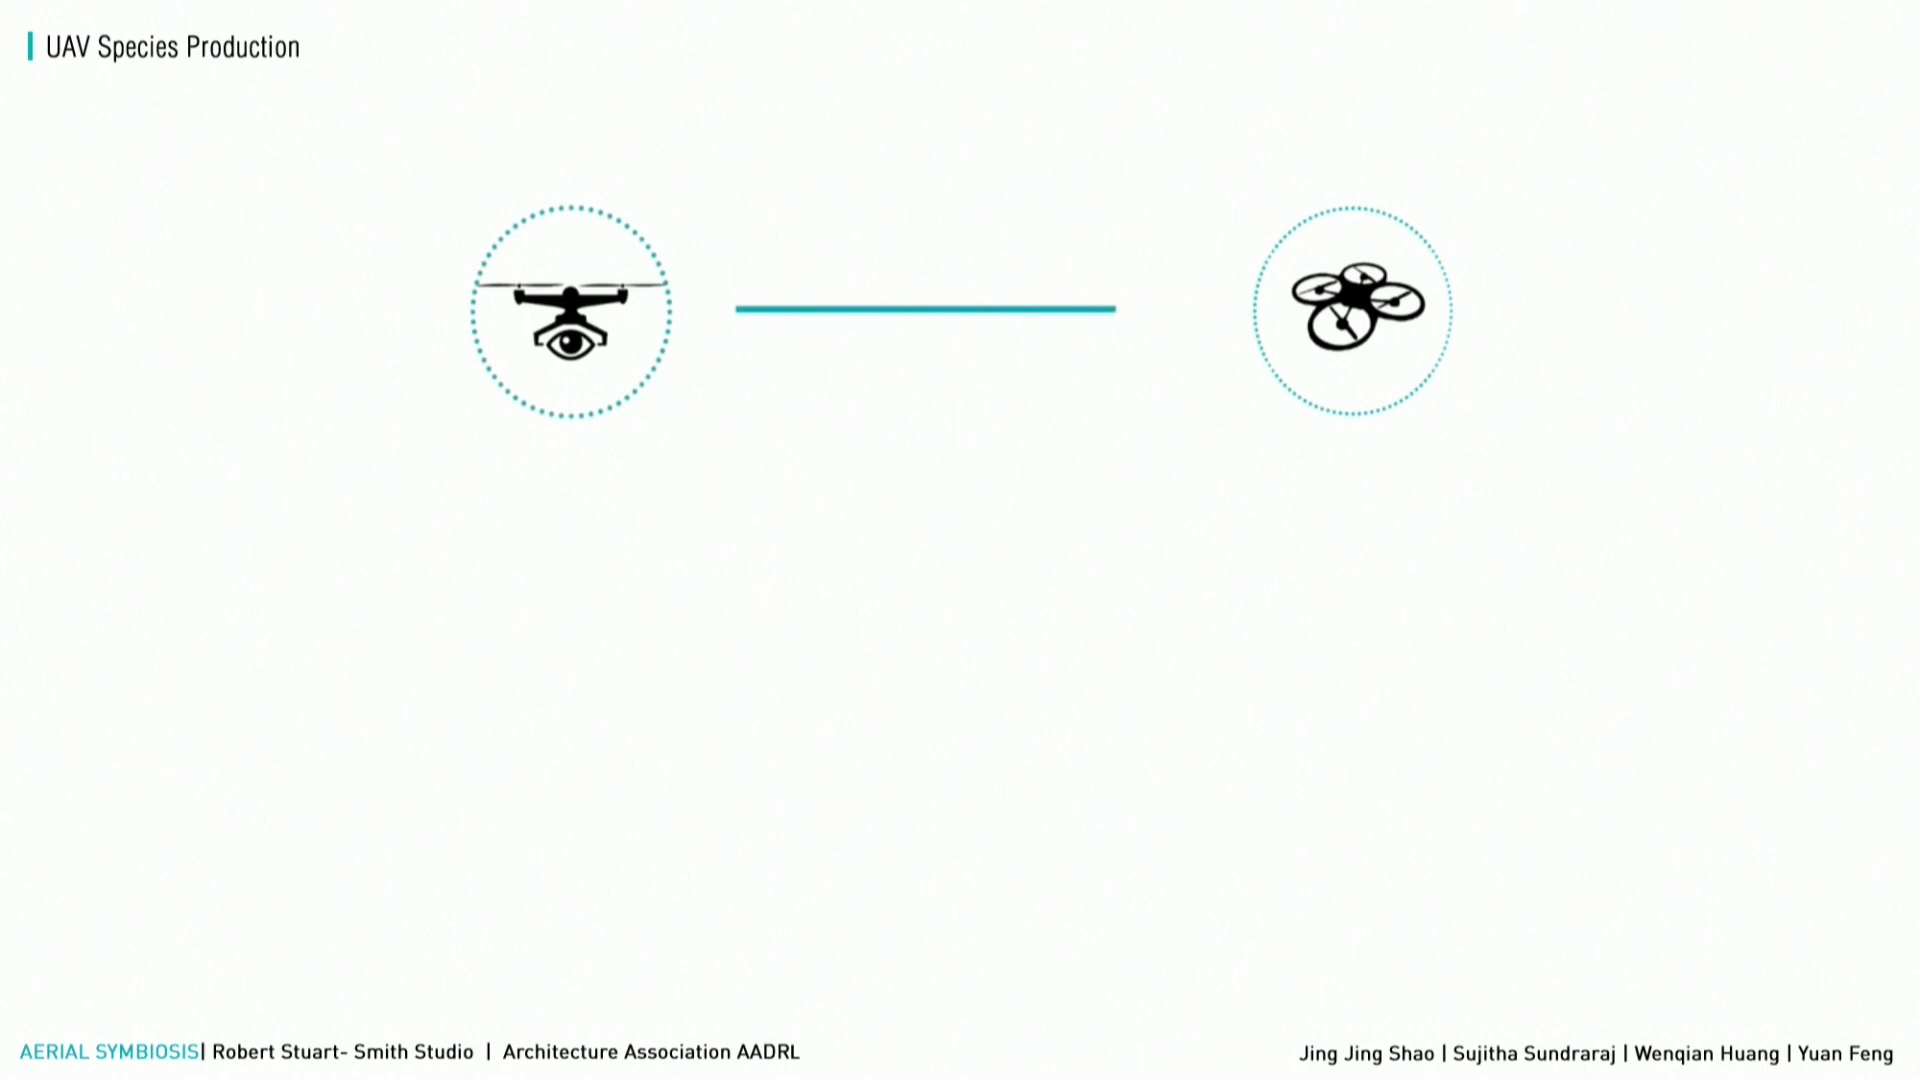 UAV Species Production
AERIAL SYMBIOSIS| Robert Stuart- Smith Studio | Architecture Association AADRL
Jing Jing Shao | Sujitha Sundraraj | Wenqian Huang | Yuan Feng